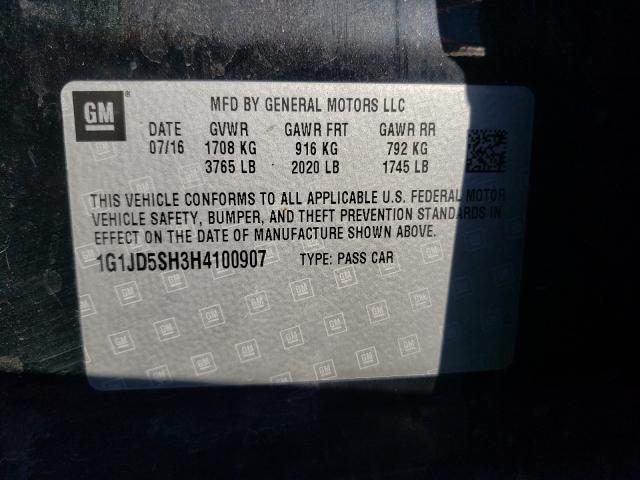 GM ® MFD BY GENERAL MOTORS LLC
DATE GVWR GAWR FRT GAWR RR
07/16 1708 KG 916 KG 792 KG
3765 LB 2020 LB 1745 LB
THIS VEHICLE CONFORMS TO ALL APPLICABLE U.S. FEDERAL MOTOR
VEHICLE SAFETY, BUMPER, AND THEFT PREVENTION STANDARDS IN
EFFECT ON THE DATE OF MANUFACTURE SHOWN ABOVE.
1G1JD5SH3H4100907 TYPE: PASS CAR